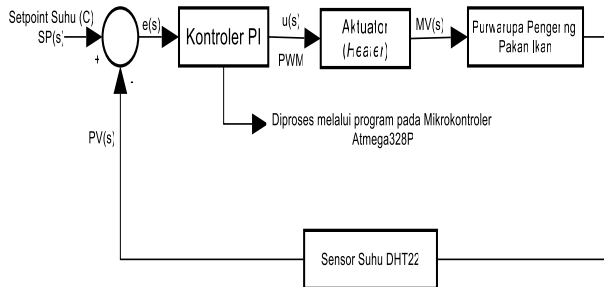 Setpoint Suhu (C)
SP(s)
+
-
e(s)
Kontroler PI
u(s)
PWM
Aktuator
(heater)
MV(s)
Purwarupa Pengering
Pakan Ikan
Diproses melalui program pada Mikrokontroler
Atmega328P
PV(s)
Sensor Suhu DHT22